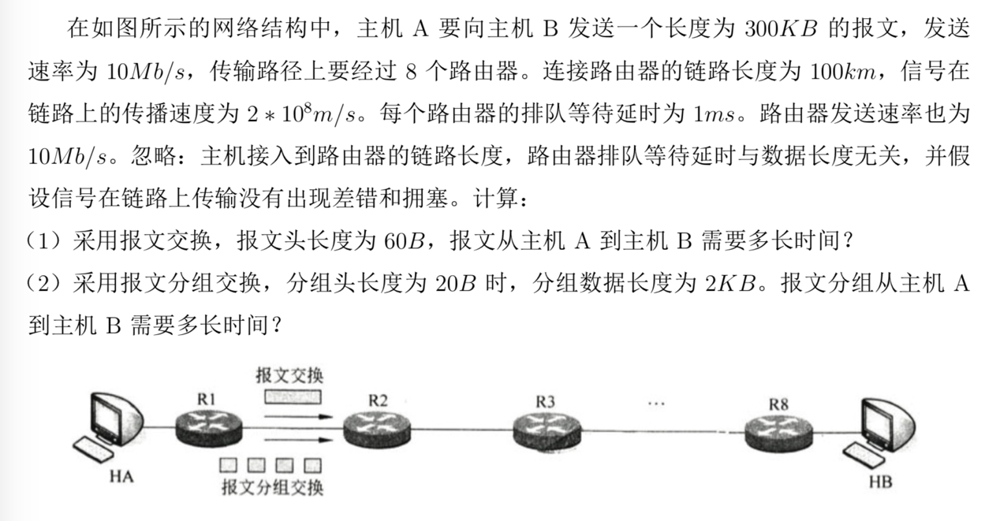 在如图所示的网络结构中，主机 A 要向主机 B 发送一个长度为 300KB 的报文，发送
速率为 10Mb/s，传输路径上要经过 8 个路由器。连接路由器的链路长度为 100km，信号在
链路上的传播速度为 2 * 10⁸m/s。每个路由器的排队等待延时为 1ms。路由器发送速率也为
10Mb/s。忽略：主机接入到路由器的链路长度，路由器排队等待延时与数据长度无关，并假
设信号在链路上传输没有出现差错和拥塞。计算：
（1）采用报文交换，报文头长度为 60B，报文从主机 A 到主机 B 需要多长时间？
（2）采用报文分组交换，分组头长度为 20B 时，分组数据长度为 2KB。报文分组从主机 A
到主机 B 需要多长时间？
报文交换
R1 R2 R3 … R8
HA HB
报文分组交换